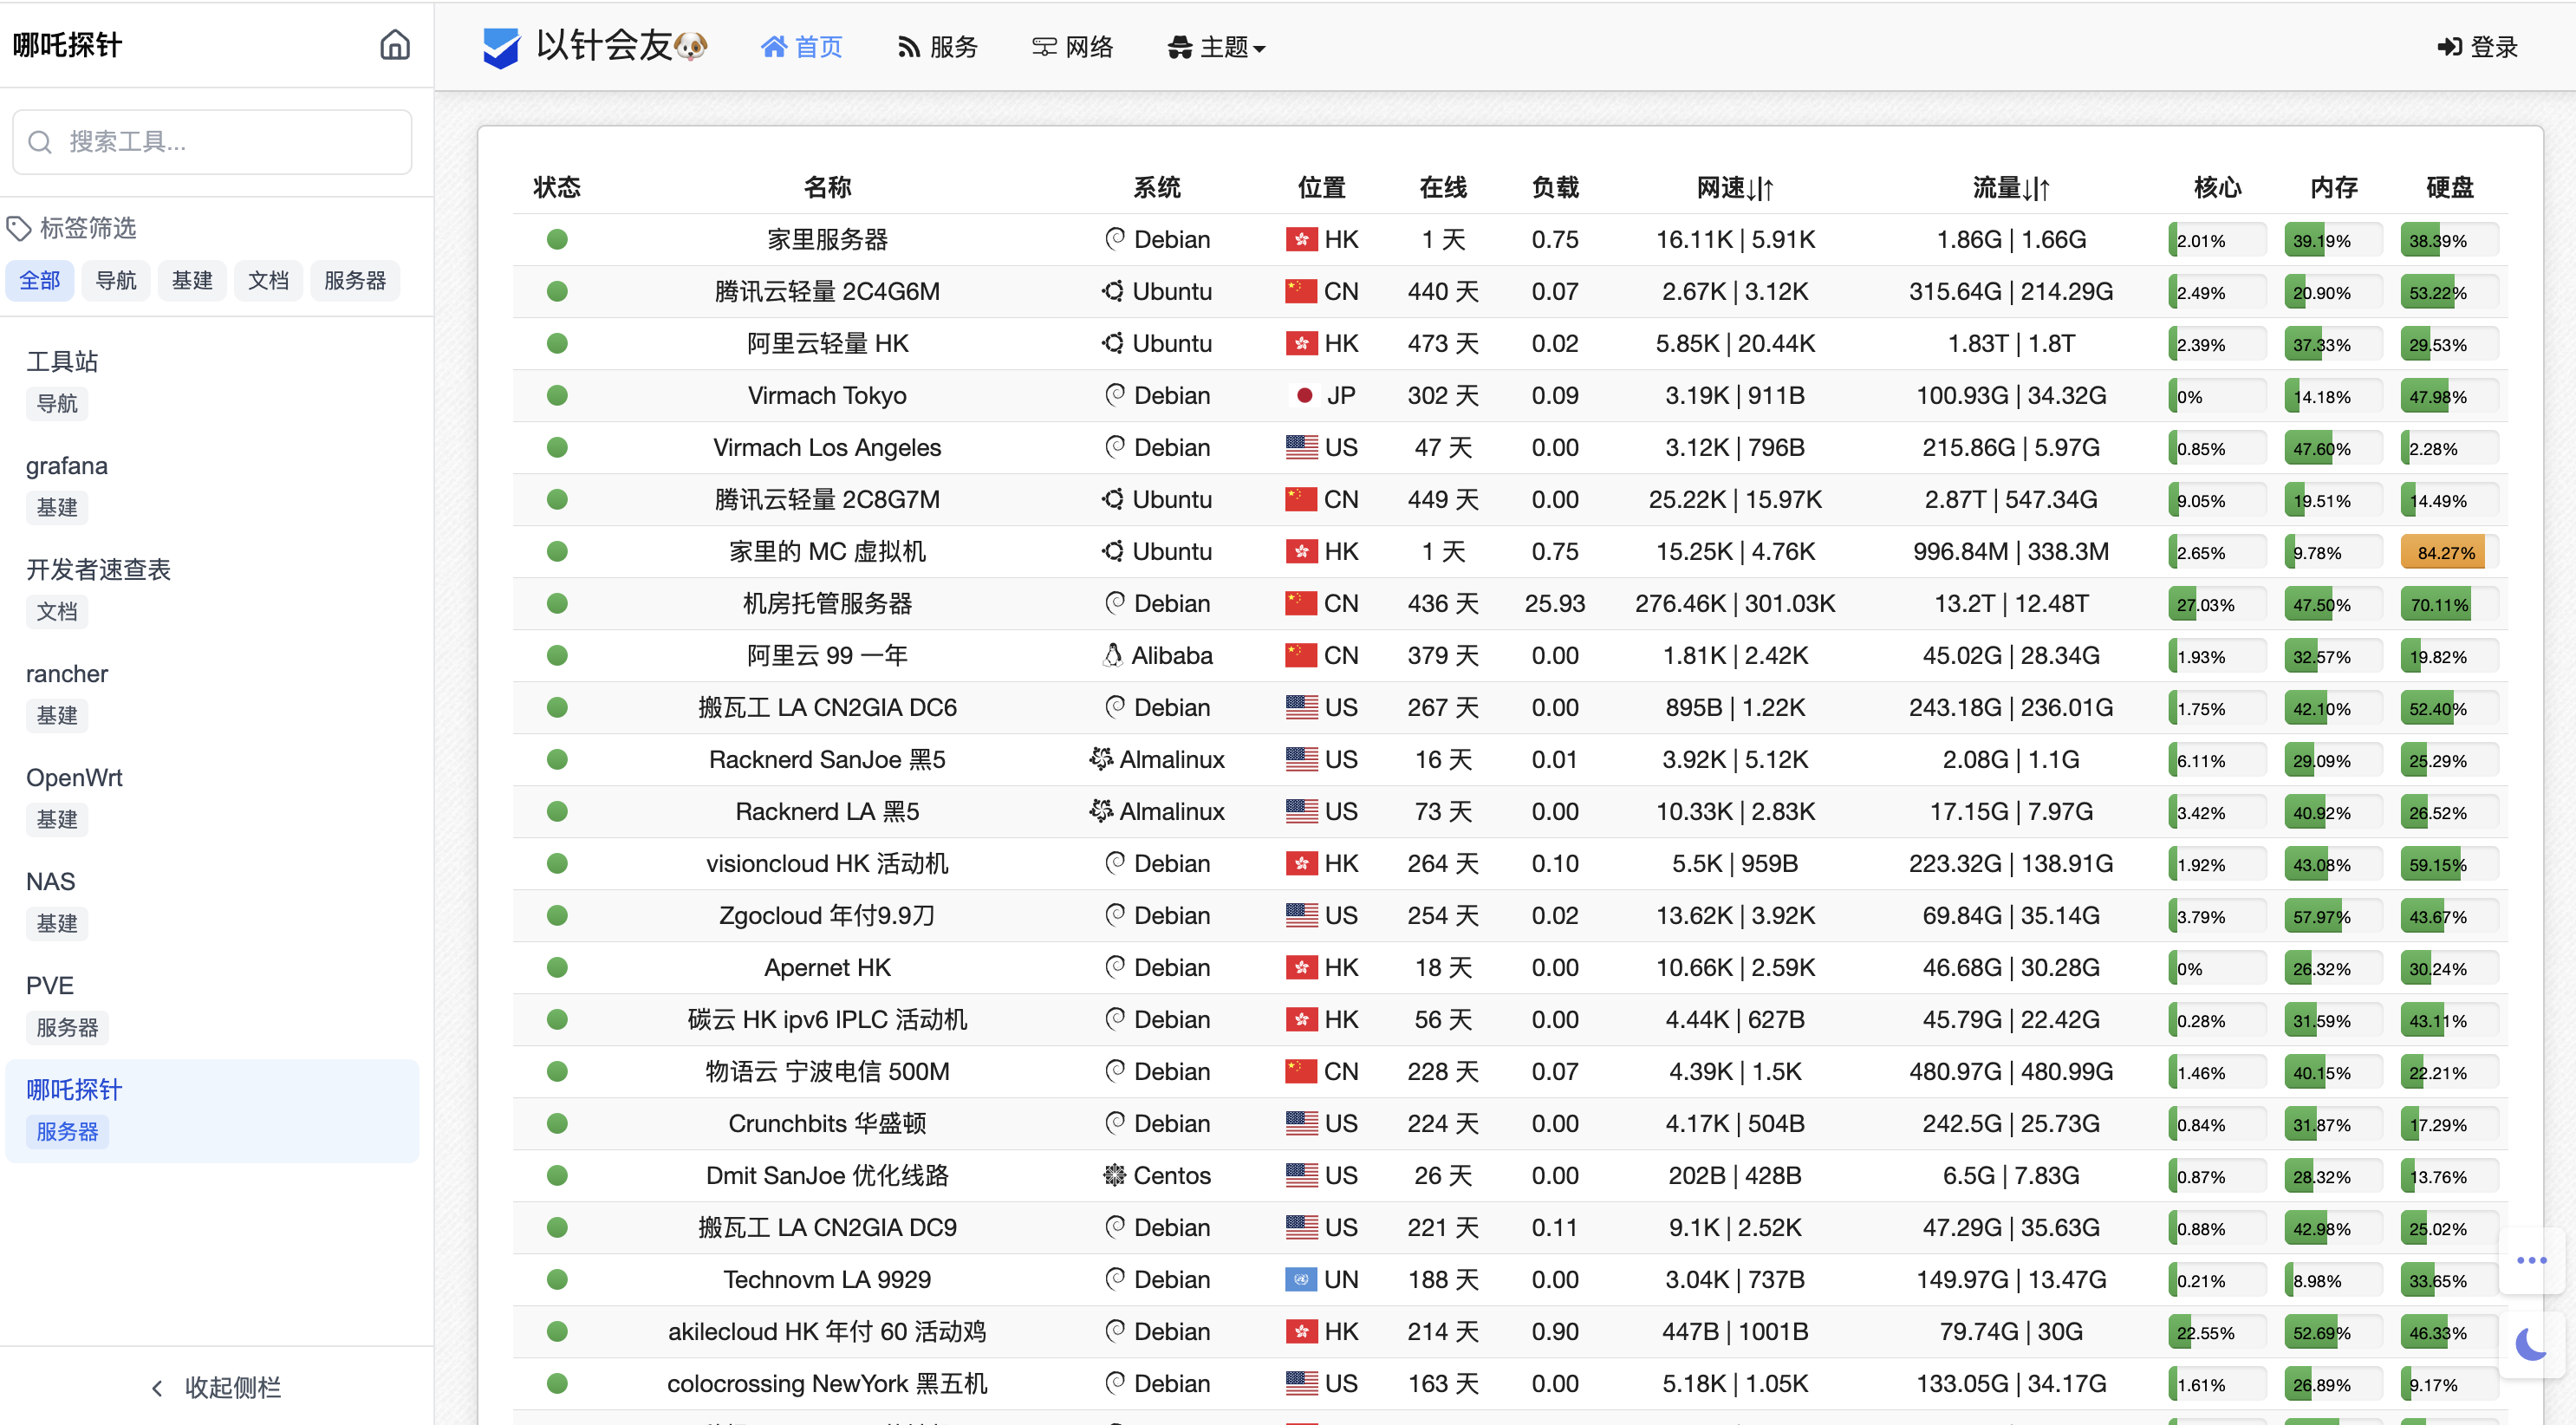 哪吒探针
搜索工具...
标签筛选
全部 导航 基建 文档 服务器
工具站
导航
grafana
基建
开发者速查表
文档
rancher
基建
OpenWrt
基建
NAS
基建
PVE
服务器
哪吒探针
服务器
收起侧栏
以针会友 首页 服务 网络 主题 登录
状态 名称 系统 位置 在线 负载 网速↓|↑ 流量↓|↑ 核心 内存 硬盘
家里服务器 Debian HK 1 天 0.75 16.11K | 5.91K 1.86G | 1.66G 2.01% 39.19% 38.39%
腾讯云轻量 2C4G6M Ubuntu CN 440 天 0.07 2.67K | 3.12K 315.64G | 214.29G 2.49% 20.90% 53.22%
阿里云轻量 HK Ubuntu HK 473 天 0.02 5.85K | 20.44K 1.83T | 1.8T 2.39% 37.33% 29.53%
Virmach Tokyo Debian JP 302 天 0.09 3.19K | 911B 100.93G | 34.32G 0% 14.18% 47.98%
Virmach Los Angeles Debian US 47 天 0.00 3.12K | 796B 215.86G | 5.97G 0.85% 47.60% 2.28%
腾讯云轻量 2C8G7M Ubuntu CN 449 天 0.00 25.22K | 15.97K 2.87T | 547.34G 9.05% 19.51% 14.49%
家里的 MC 虚拟机 Ubuntu HK 1 天 0.75 15.25K | 4.76K 996.84M | 338.3M 2.65% 9.78% 84.27%
机房托管服务器 Debian CN 436 天 25.93 276.46K | 301.03K 13.2T | 12.48T 27.03% 47.50% 70.11%
阿里云 99 一年 Alibaba CN 379 天 0.00 1.81K | 2.42K 45.02G | 28.34G 1.93% 32.57% 19.82%
搬瓦工 LA CN2GIA DC6 Debian US 267 天 0.00 895B | 1.22K 243.18G | 236.01G 1.75% 42.10% 52.40%
Racknerd SanJoe 黑5 Almalinux US 16 天 0.01 3.92K | 5.12K 2.08G | 1.1G 6.11% 29.09% 25.29%
Racknerd LA 黑5 Almalinux US 73 天 0.00 10.33K | 2.83K 17.15G | 7.97G 3.42% 40.92% 26.52%
visioncloud HK 活动机 Debian HK 264 天 0.10 5.5K | 959B 223.32G | 138.91G 1.92% 43.08% 59.15%
Zgocloud 年付9.9刀 Debian US 254 天 0.02 13.62K | 3.92K 69.84G | 35.14G 3.79% 57.97% 43.67%
Apernet HK Debian HK 18 天 0.00 10.66K | 2.59K 46.68G | 30.28G 0% 26.32% 30.24%
碳云 HK ipv6 IPLC 活动机 Debian HK 56 天 0.00 4.44K | 627B 45.79G | 22.42G 0.28% 31.59% 43.11%
物语云 宁波电信 500M Debian CN 228 天 0.07 4.39K | 1.5K 480.97G | 480.99G 1.46% 40.15% 22.21%
Crunchbits 华盛顿 Debian US 224 天 0.00 4.17K | 504B 242.5G | 25.73G 0.84% 31.87% 17.29%
Dmit SanJoe 优化线路 Centos US 26 天 0.00 202B | 428B 6.5G | 7.83G 0.87% 28.32% 13.76%
搬瓦工 LA CN2GIA DC9 Debian US 221 天 0.11 9.1K | 2.52K 47.29G | 35.63G 0.88% 42.98% 25.02%
Technovm LA 9929 Debian UN 188 天 0.00 3.04K | 737B 149.97G | 13.47G 0.21% 8.98% 33.65%
akilecloud HK 年付 60 活动鸡 Debian HK 214 天 0.90 447B | 1001B 79.74G | 30G 22.55% 52.69% 46.33%
colocrossing NewYork 黑五机 Debian US 163 天 0.00 5.18K | 1.05K 133.05G | 34.17G 1.61% 26.89% 9.17%